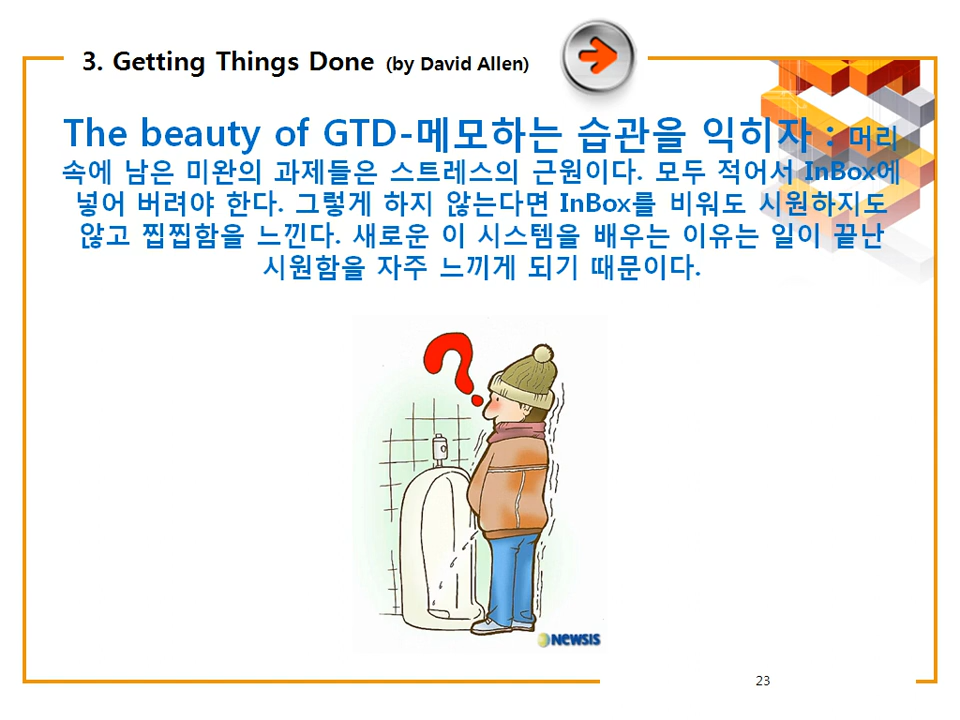 3. Getting Things Done (by David Allen)
The beauty of GTD-메모하는 습관을 익히자 : 머리
속에 남은 미완의 과제들은 스트레스의 근원이다. 모두 적어서 InBox에
넣어 버려야 한다. 그렇게 하지 않는다면 InBox를 비워도 시원하지도
않고 찝찝함을 느낀다. 새로운 이 시스템을 배우는 이유는 일이 끝난
시원함을 자주 느끼게 되기 때문이다.
?
NEWSIS
23